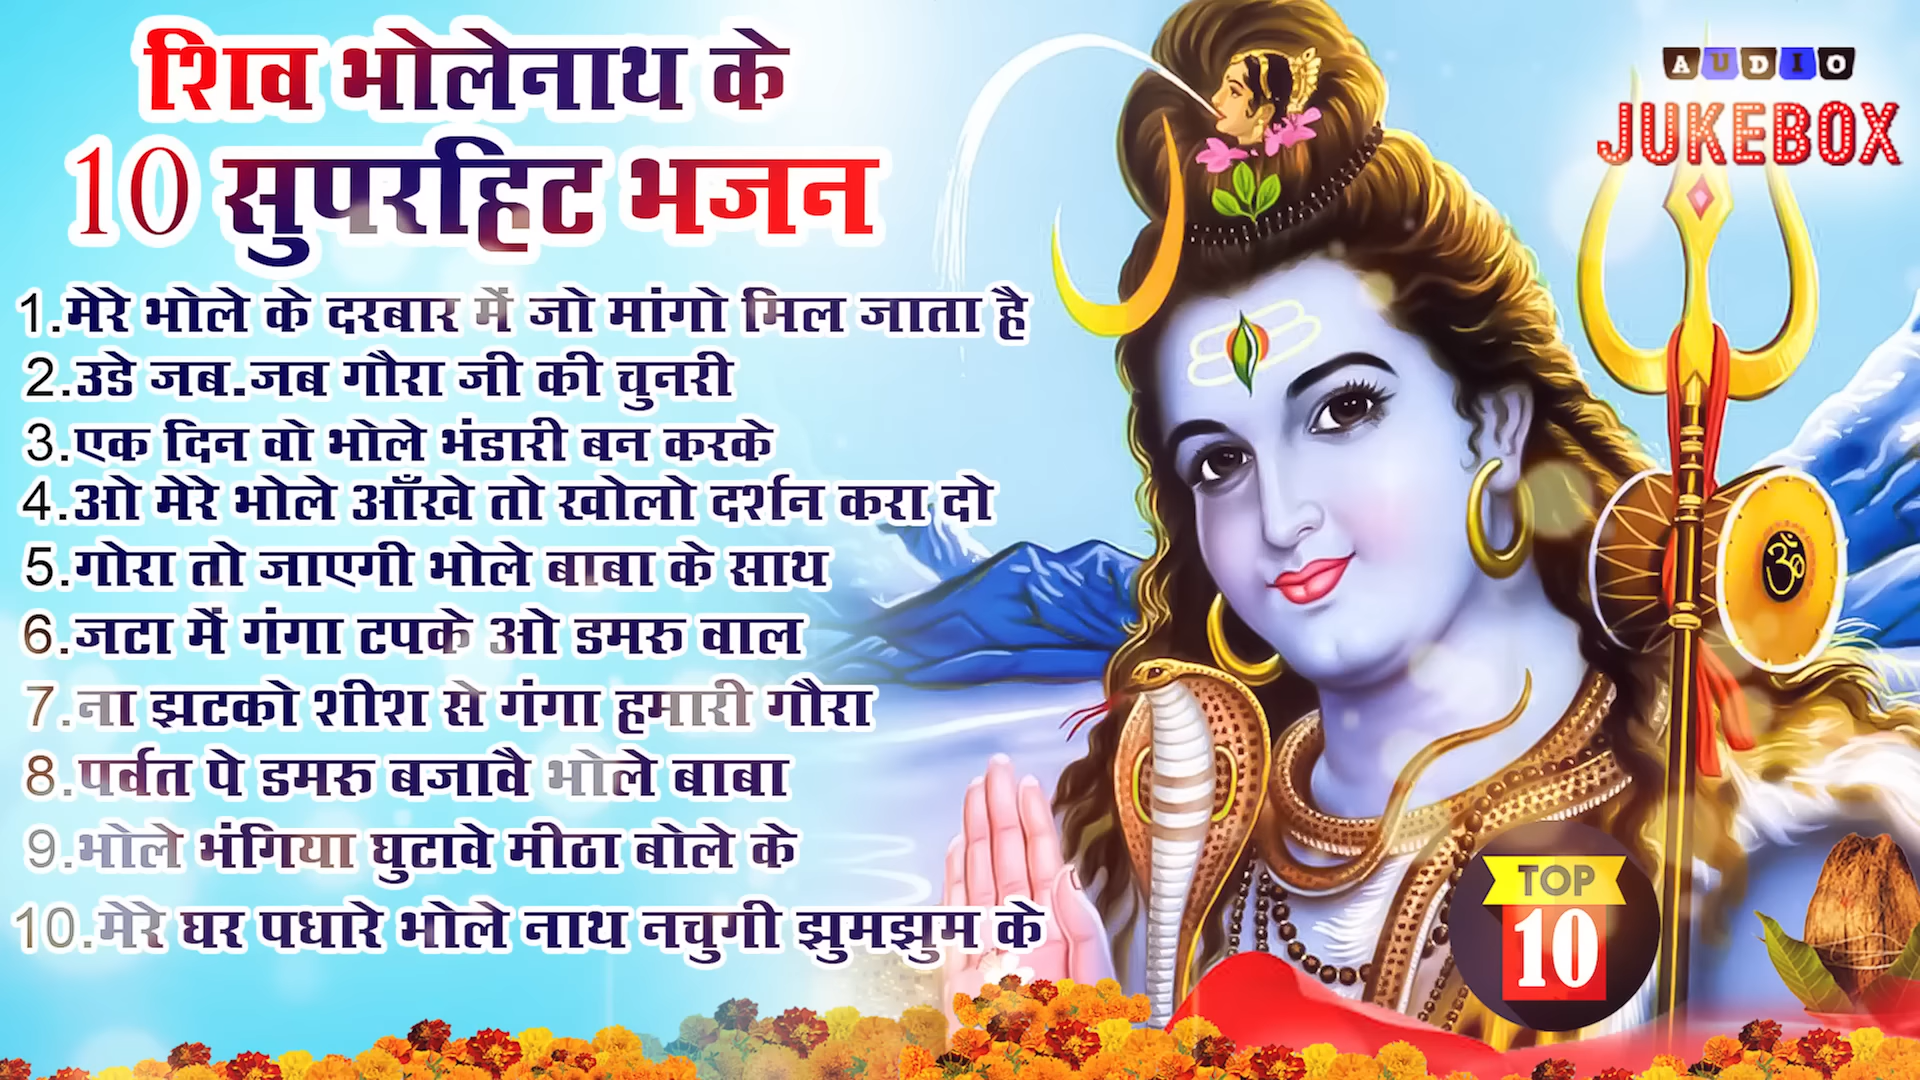 शिव भोलेनाथ के
10 सुपरहिट भजन
1.मेरे भोले के दरबार में जो मांगो मिल जाता है
2.उडे जब.जब गौरा जी की चुनरी
3.एक दिन वो भोले भंडारी बन करके
4.ओ मेरे भोले आँखे तो खोलो दर्शन करा दो
5.गोरा तो जाएगी भोले बाबा के साथ
6.जटा में गंगा टपके ओ डमरू वाल
7.ना झटको शीश से गंगा हमारी गौरा
8.पर्वत पे डमरू बजावै भोले बाबा
9.भोले भंगिया घुटावे मीठा बोले के
10.मेरे घर पधारे भोले नाथ नचुगी झुमझुम के
AUDIO
JUKEBOX
ॐ
TOP
10